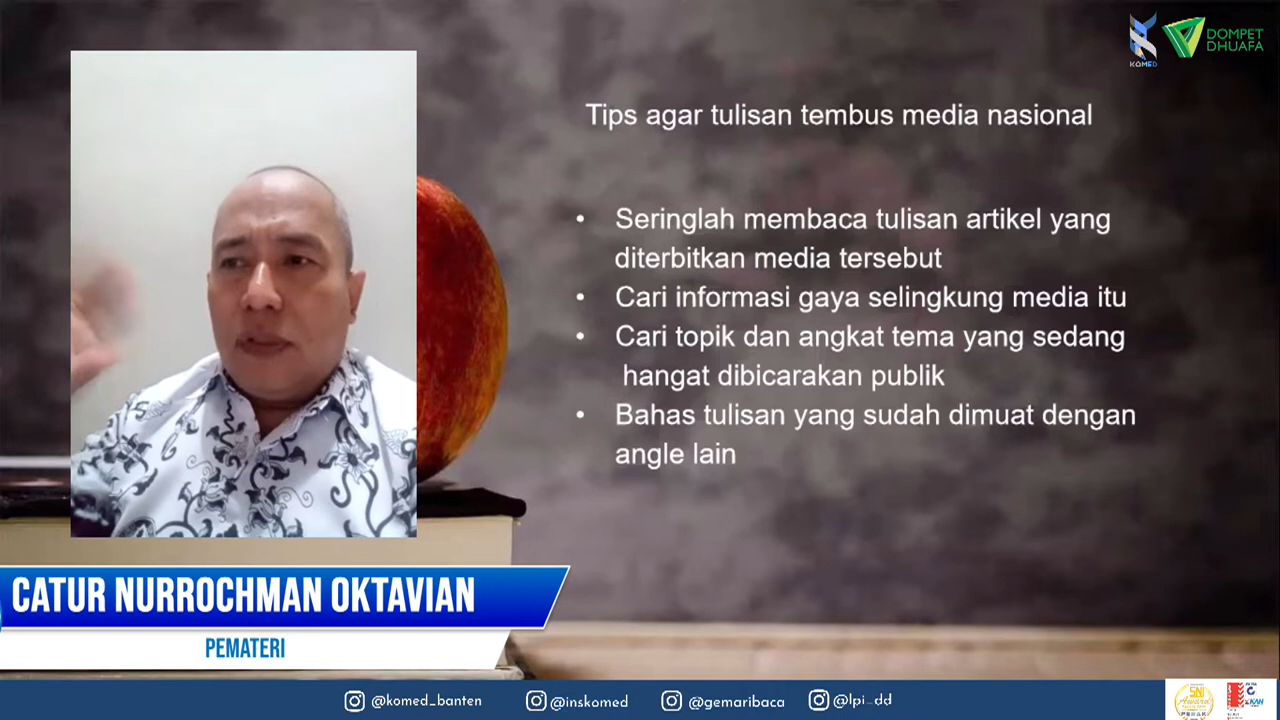 KOMED
DOMPET
DHUAFA
Tips agar tulisan tembus media nasional
• Seringlah membaca tulisan artikel yang
diterbitkan media tersebut
• Cari informasi gaya selingkung media itu
• Cari topik dan angkat tema yang sedang
hangat dibicarakan publik
• Bahas tulisan yang sudah dimuat dengan
angle lain
CATUR NURROCHMAN OKTAVIAN
PEMATERI
@komed_banten @inskomed @gemaribaca @lpi_dd
SNI
KAN